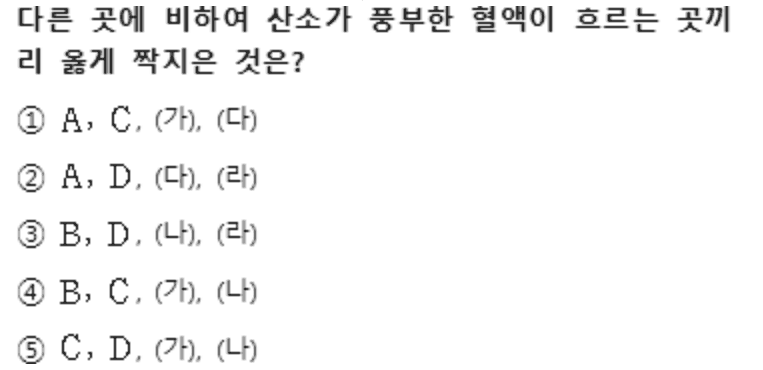 다른 곳에 비하여 산소가 풍부한 혈액이 흐르는 곳끼
리 옳게 짝지은 것은?
① A, C, (가), (다)
② A, D, (다), (라)
③ B, D, (나), (라)
④ B, C, (가), (나)
⑤ C, D, (가), (나)